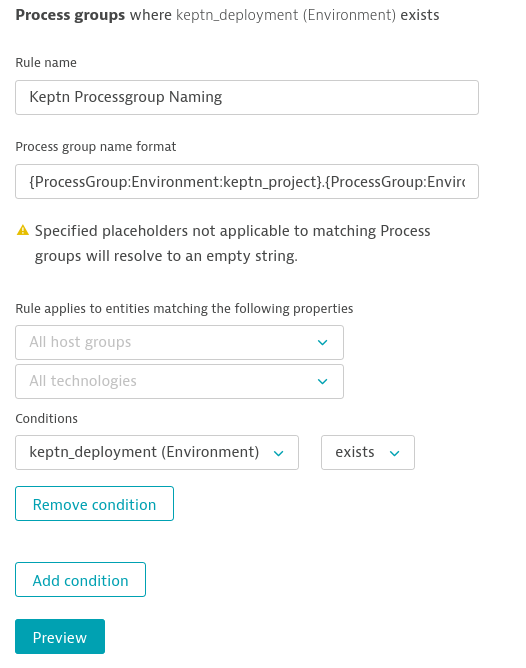 Process groups where keptn_deployment (Environment) exists
Rule name
Keptn Processgroup Naming
Process group name format
{ProcessGroup:Environment:keptn_project}.{ProcessGroup:Enviro
Specified placeholders not applicable to matching Process
groups will resolve to an empty string.
Rule applies to entities matching the following properties
All host groups
All technologies
Conditions
keptn_deployment (Environment) exists
Remove condition
Add condition
Preview